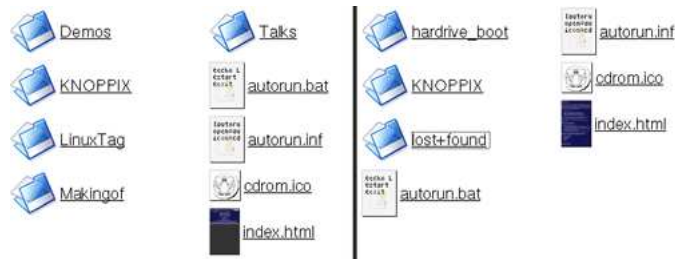 Demos
KNOPPIX
LinuxTag
Makingof
Talks
autorun.bat
autorun.inf
cdrom.ico
index.html
hardrive_boot
KNOPPIX
lost+found
autorun.bat
autorun.inf
cdrom.ico
index.html